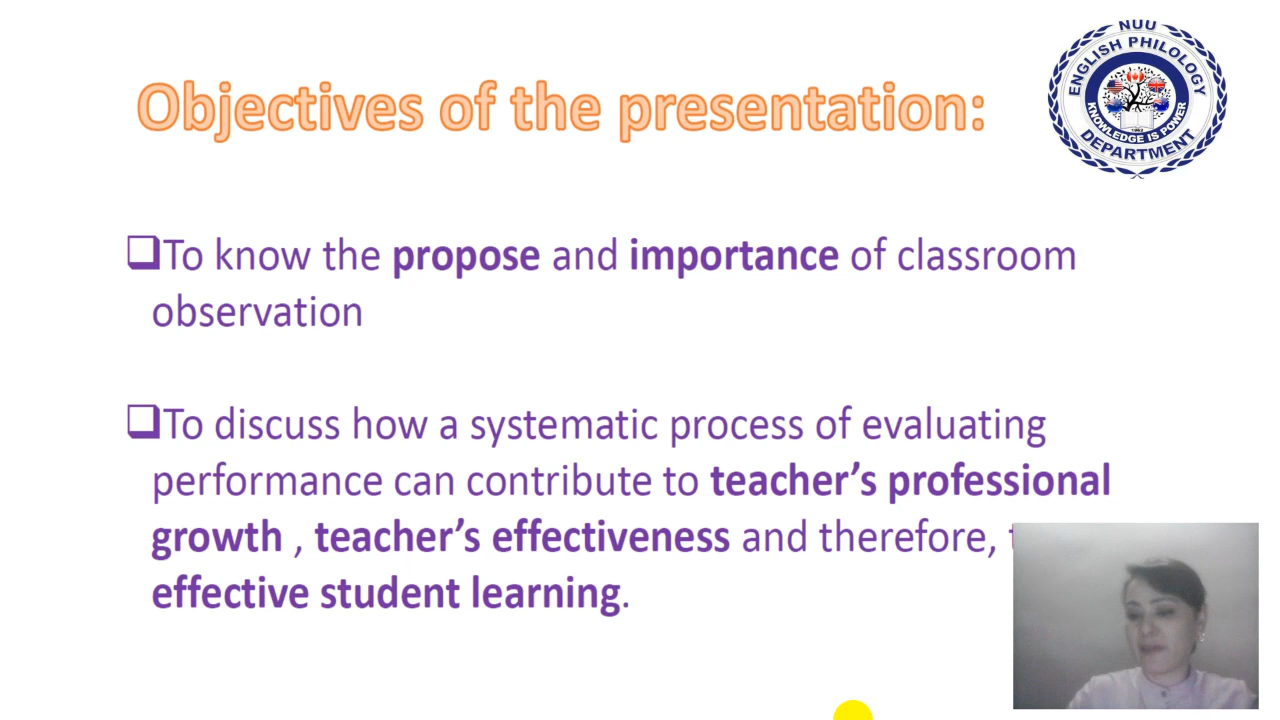 NUU
ENGLISH PHILOLOGY
KNOWLEDGE IS POWER
1962
DEPARTMENT
Objectives of the presentation:
To know the propose and importance of classroom
observation
To discuss how a systematic process of evaluating
performance can contribute to teacher’s professional
growth , teacher’s effectiveness and therefore,
effective student learning.